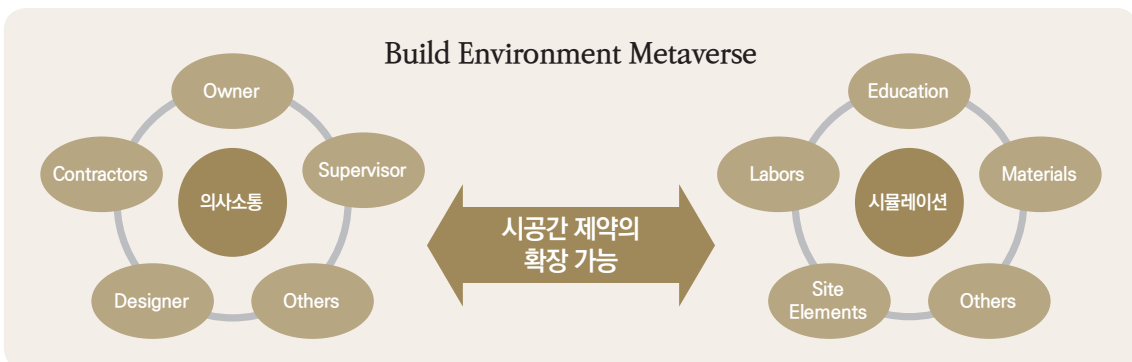 Build Environment Metaverse
Owner
Contractors
Supervisor
의사소통
Designer
Others
시공간 제약의
확장 가능
Education
Labors
Materials
시뮬레이션
Site
Elements
Others